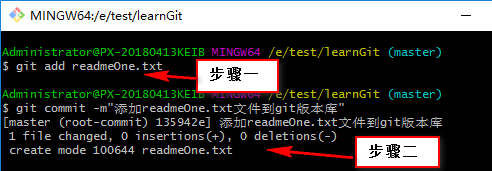 MINGW64:/e/test/learnGit
Administrator@PX-20180413KEIB MINGW64 /e/test/learnGit (master)
$ git add readmeOne.txt
步骤一
Administrator@PX-20180413KEIB MINGW64 /e/test/learnGit (master)
$ git commit -m"添加readmeOne.txt文件到git版本库"
[master (root-commit) 135942e] 添加readmeOne.txt文件到git版本库
1 file changed, 0 insertions(+), 0 deletions(-)
create mode 100644 readmeOne.txt
步骤二